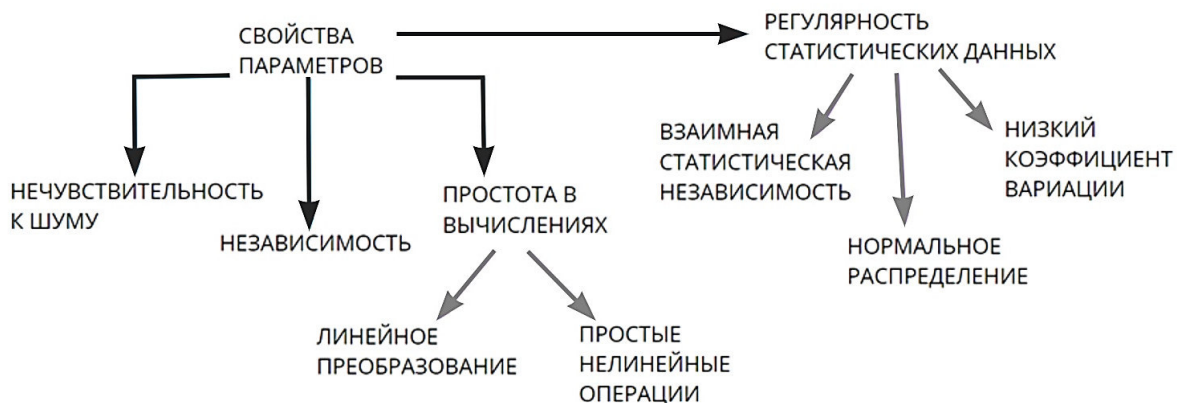 СВОЙСТВА
ПАРАМЕТРОВ
РЕГУЛЯРНОСТЬ
СТАТИСТИЧЕСКИХ ДАННЫХ
НЕЧУВСТВИТЕЛЬНОСТЬ
К ШУМУ
НЕЗАВИСИМОСТЬ
ПРОСТОТА В
ВЫЧИСЛЕНИЯХ
ВЗАИМНАЯ
СТАТИСТИЧЕСКАЯ
НЕЗАВИСИМОСТЬ
НОРМАЛЬНОЕ
РАСПРЕДЕЛЕНИЕ
НИЗКИЙ
КОЭФФИЦИЕНТ
ВАРИАЦИИ
ЛИНЕЙНОЕ
ПРЕОБРАЗОВАНИЕ
ПРОСТЫЕ
НЕЛИНЕЙНЫЕ
ОПЕРАЦИИ